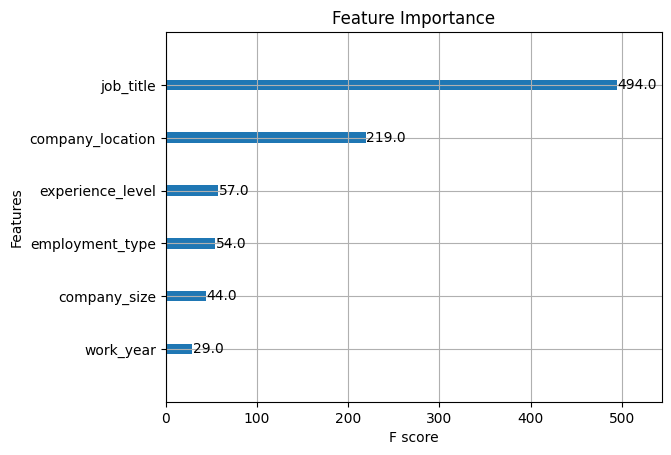 Feature Importance
job_title 494.0
company_location 219.0
experience_level 57.0
employment_type 54.0
company_size 44.0
work_year 29.0
Features
0 100 200 300 400 500
F score